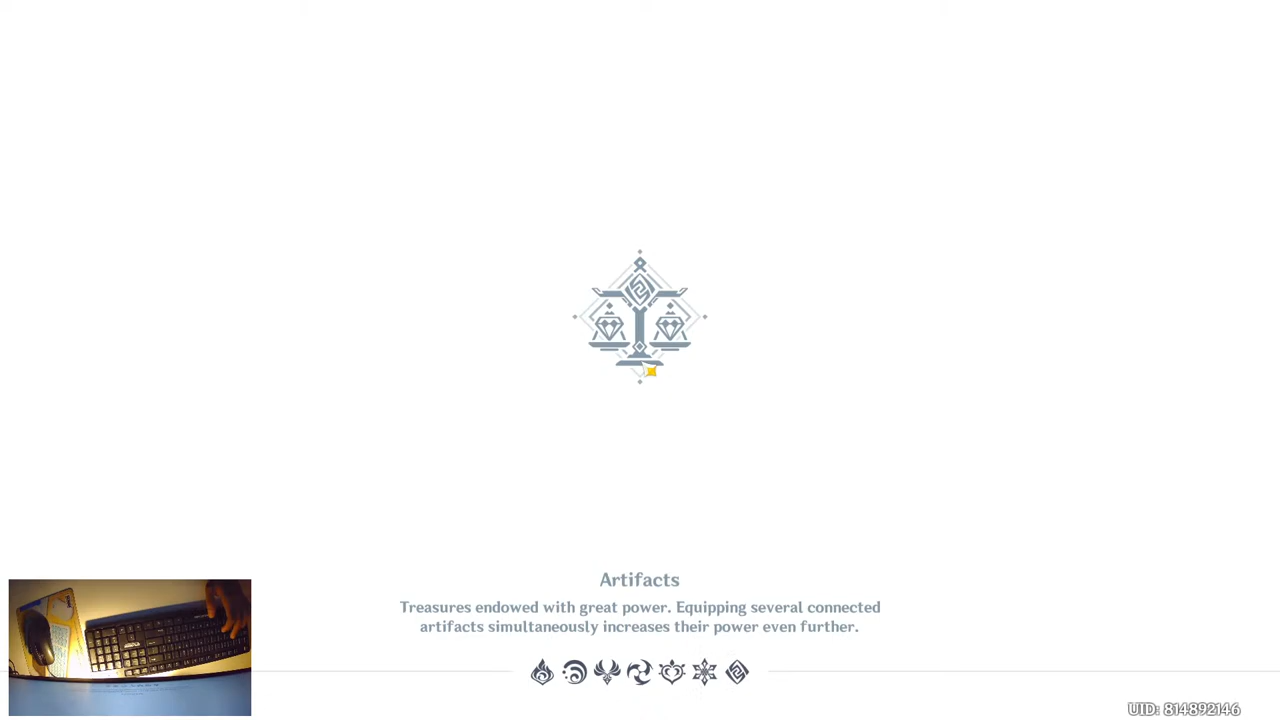 Artifacts
Treasures endowed with great power. Equipping several connected
artifacts simultaneously increases their power even further.
UID: 814892146